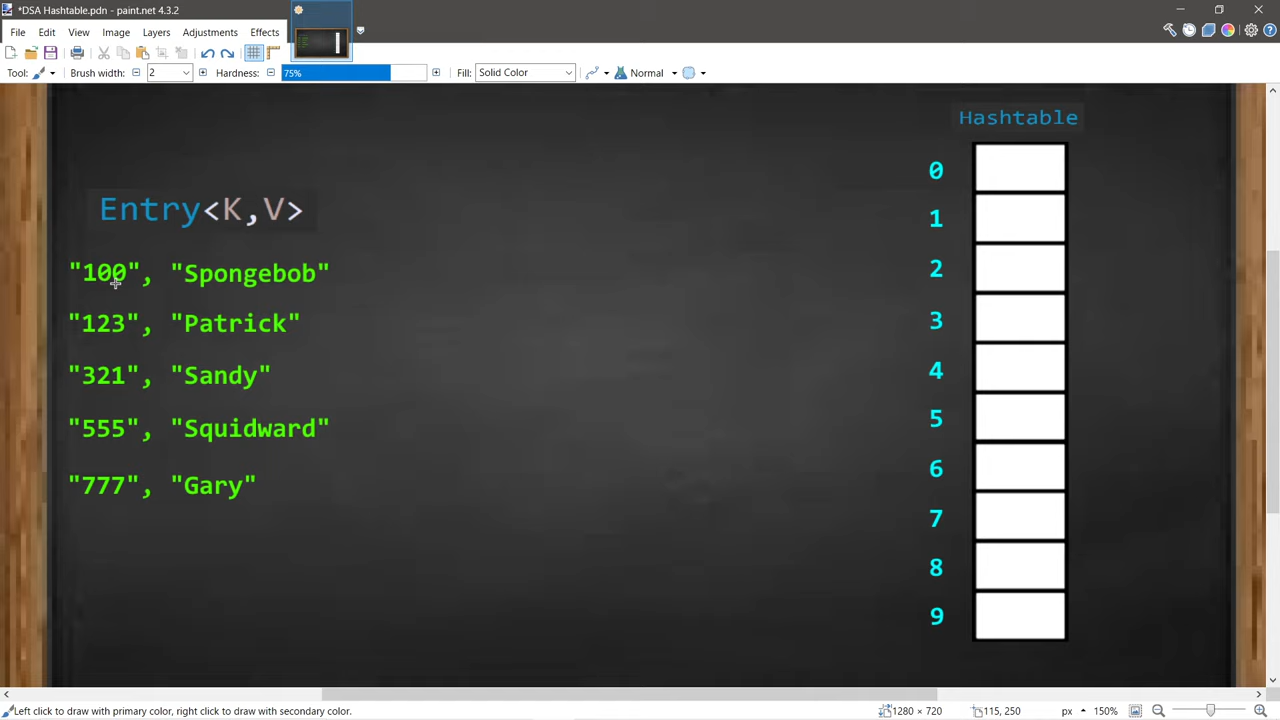 *DSA Hashtable.pdn - paint.net 4.3.2
File Edit View Image Layers Adjustments Effects
Tool: Brush width: 2 Hardness: 75% Fill: Solid Color Normal
Hashtable
Entry<K,V>
"100", "Spongebob"
"123", "Patrick"
"321", "Sandy"
"555", "Squidward"
"777", "Gary"
0
1
2
3
4
5
6
7
8
9
Left click to draw with primary color, right click to draw with secondary color. 1280 × 720 115, 250 px 150%